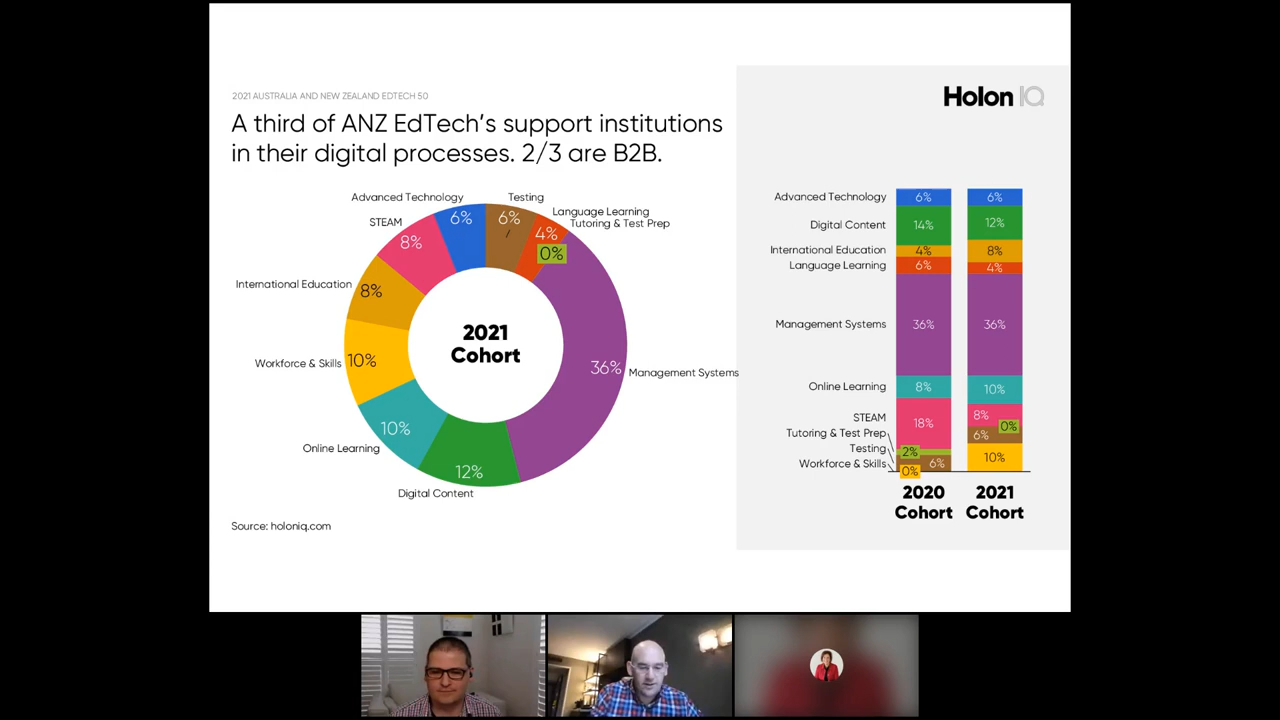 2021 AUSTRALIA AND NEW ZEALAND EDTECH 50
A third of ANZ EdTech's support institutions
in their digital processes. 2/3 are B2B.
Advanced Technology
Testing
Language Learning
Tutoring & Test Prep
STEAM
6%
6%
4%
0%
8%
International Education
8%
Workforce & Skills
10%
Online Learning
10%
Digital Content
12%
36%
Management Systems
2021
Cohort
Source: holoniq.com
Holon IQ
Advanced Technology
6%
6%
Digital Content
14%
12%
International Education
4%
8%
Language Learning
6%
4%
Management Systems
36%
36%
Online Learning
8%
10%
STEAM
18%
8%
Tutoring & Test Prep
2%
0%
Testing
6%
6%
Workforce & Skills
0%
10%
2020
Cohort
2021
Cohort